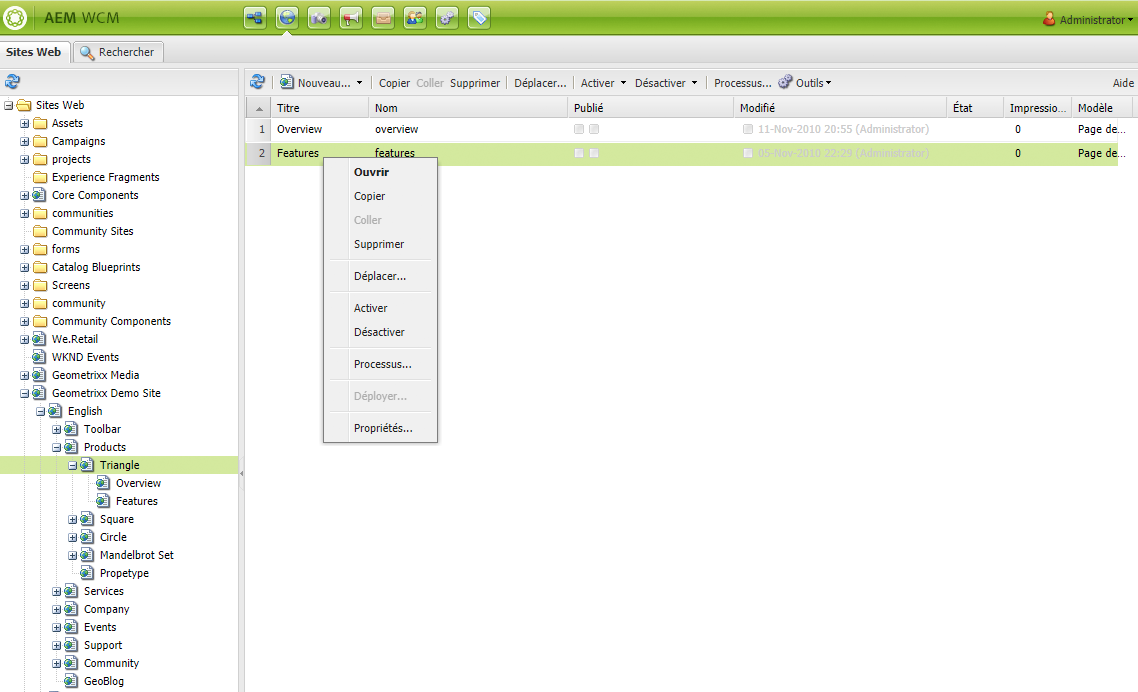 AEM WCM
Administrator
Sites Web
Rechercher
Nouveau... Copier Coller Supprimer Déplacer... Activer Désactiver Processus... Outils Aide
Titre Nom Publié Modifié État Impressio... Modèle
1 Overview overview 11-Nov-2010 20:55 (Administrator) 0 Page de...
2 Features features 05-Nov-2010 22:29 (Administrator) 0 Page de...
Ouvrir
Copier
Coller
Supprimer
Déplacer...
Activer
Désactiver
Processus...
Déployer...
Propriétés...
Sites Web
Assets
Campaigns
projects
Experience Fragments
Core Components
communities
Community Sites
forms
Catalog Blueprints
Screens
community
Community Components
We.Retail
WKND Events
Geometrixx Media
Geometrixx Demo Site
English
Toolbar
Products
Triangle
Overview
Features
Square
Circle
Mandelbrot Set
Propetype
Services
Company
Events
Support
Community
GeoBlog